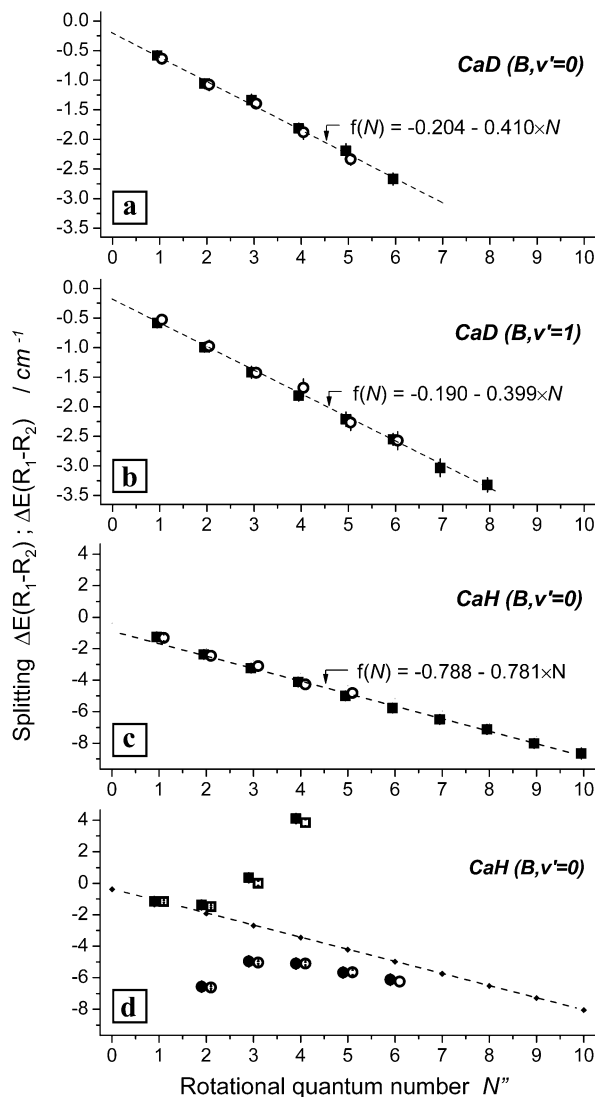 Splitting ΔE(R₁-R₂) ; ΔE(R₁-R₂) / cm⁻¹
0.0
-0.5
-1.0
-1.5
-2.0
-2.5
-3.0
-3.5
CaD (B,v'=0)
f(N) = -0.204 - 0.410×N
a
0 1 2 3 4 5 6 7 8 9 10
0.0
-0.5
-1.0
-1.5
-2.0
-2.5
-3.0
-3.5
CaD (B,v'=1)
f(N) = -0.190 - 0.399×N
b
0 1 2 3 4 5 6 7 8 9 10
4
2
0
-2
-4
-6
-8
CaH (B,v'=0)
f(N) = -0.788 - 0.781×N
c
0 1 2 3 4 5 6 7 8 9 10
4
2
0
-2
-4
-6
-8
CaH (B,v'=0)
d
0 1 2 3 4 5 6 7 8 9 10
Rotational quantum number N"